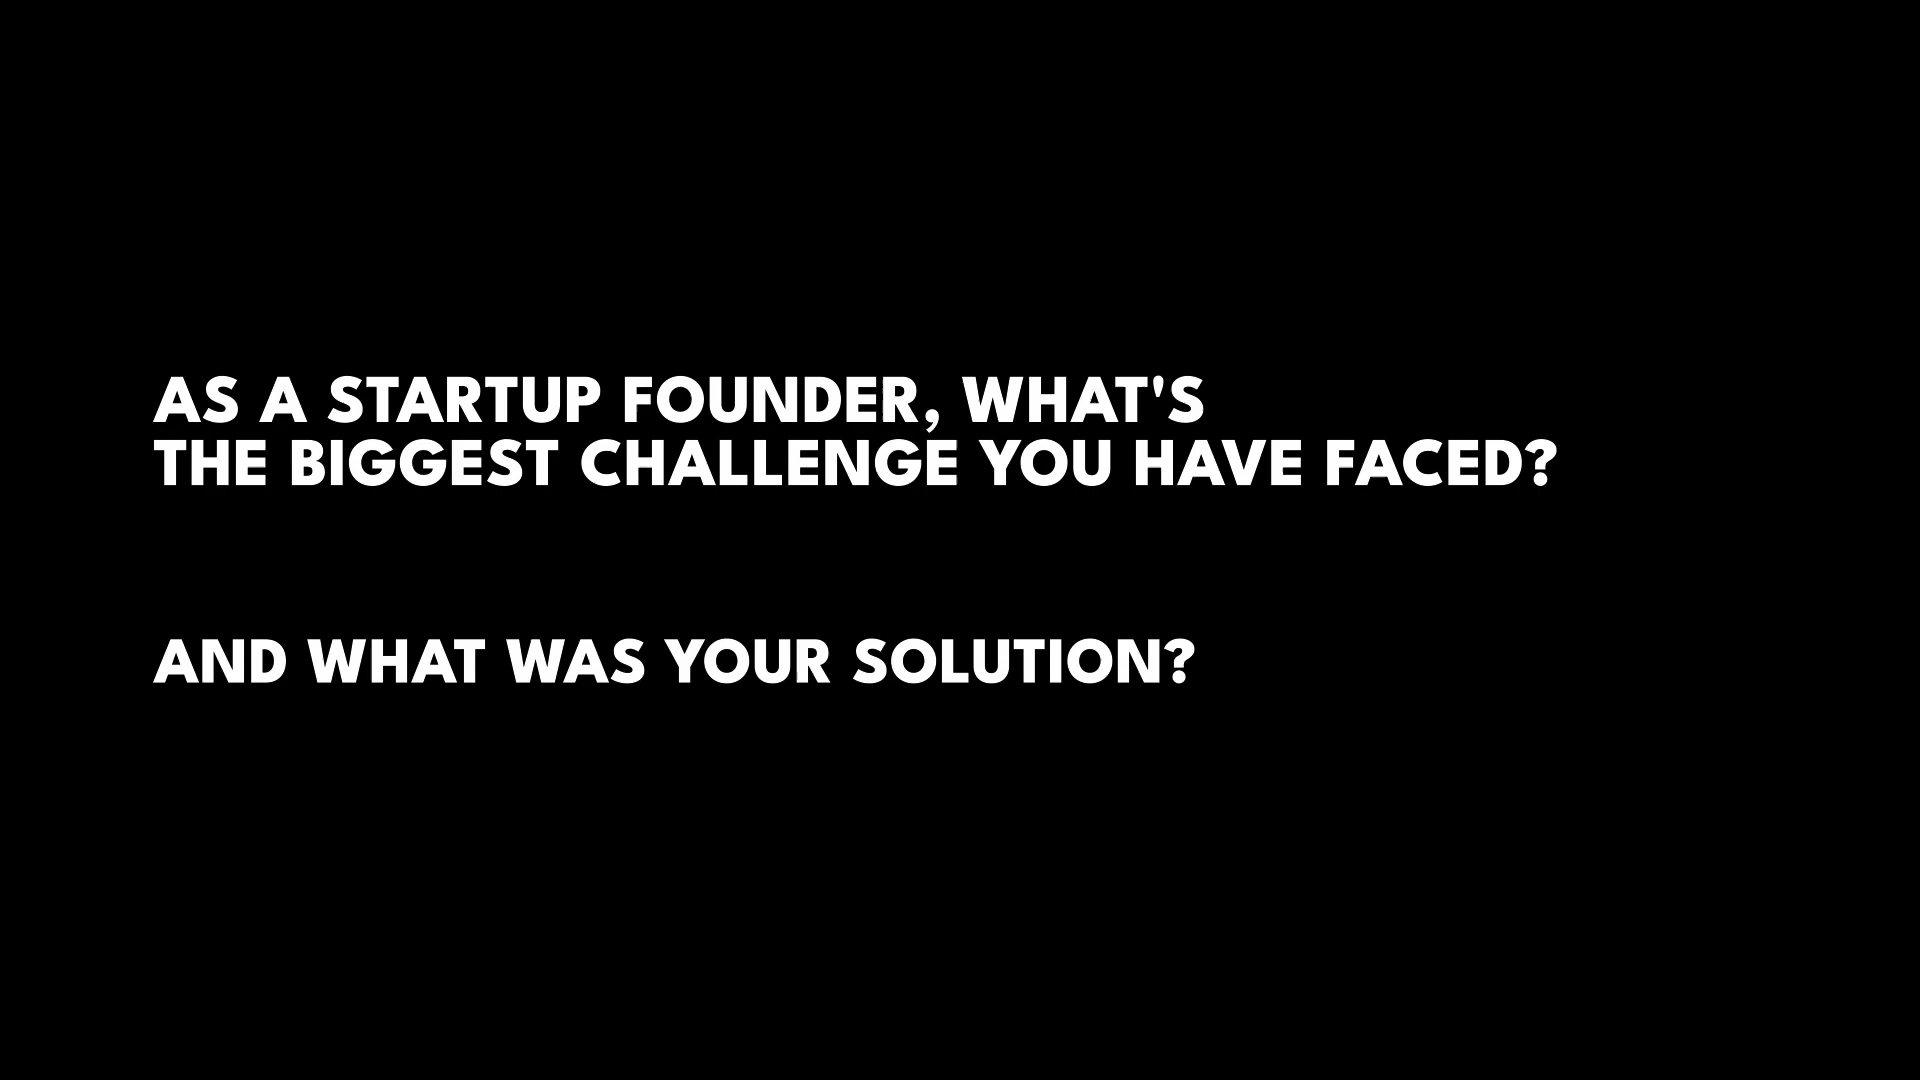 AS A STARTUP FOUNDER, WHAT'S
THE BIGGEST CHALLENGE YOU HAVE FACED?
AND WHAT WAS YOUR SOLUTION?